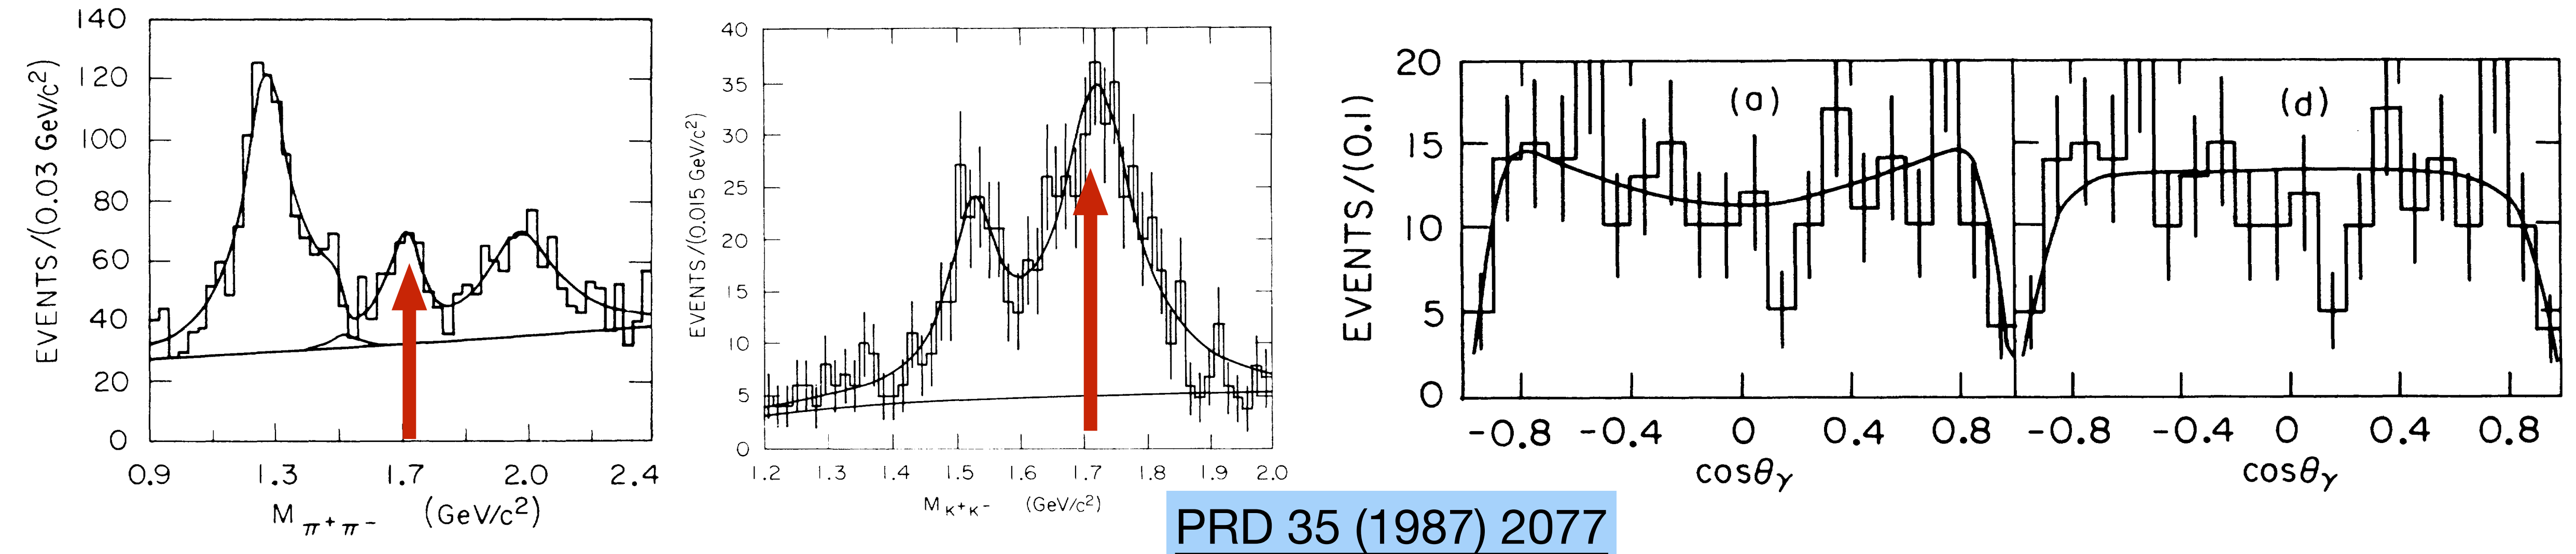 EVENTS/(0.03 GeV/c²)
140
120
100
80
60
40
20
0
0.9 1.3 1.7 2.0 2.4
M π⁺π⁻ (GeV/c²)
EVENTS/(0.015 GeV/c²)
40
35
30
25
20
15
10
5
0
1.2 1.3 1.4 1.5 1.6 1.7 1.8 1.9 2.0
M K⁺K⁻ (GeV/c²)
EVENTS/(0.1)
20
15
10
5
0
(a) (d)
-0.8 -0.4 0 0.4 0.8 -0.8 -0.4 0 0.4 0.8
cosθγ cosθγ
PRD 35 (1987) 2077